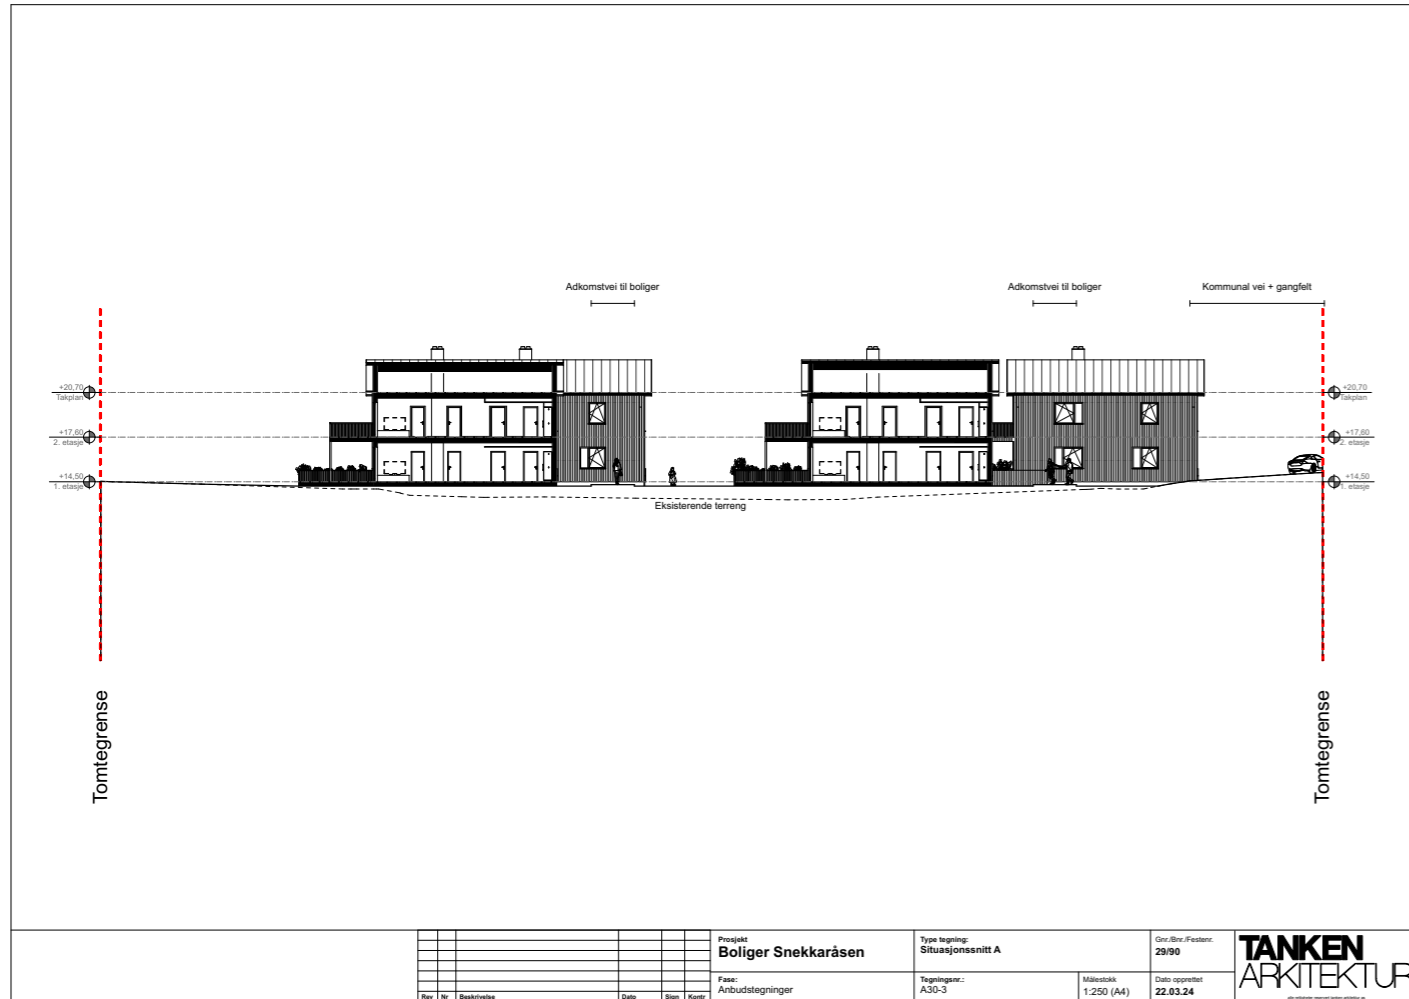 Adkomstvei til boliger
Adkomstvei til boliger
Kommunal vei + gangfelt
+20,70
Takplan
+20,70
Takplan
+17,60
2. etasje
+17,60
2. etasje
+14,50
1. etasje
+14,50
1. etasje
Eksisterende terreng
Tomtegrense
Tomtegrense
Prosjekt
Boliger Snekkaråsen
Type tegning:
Situasjonssnitt A
Gnr./Bnr./Festenr.
29/90
Fase:
Anbudstegninger
Tegningsnr.:
A30-3
Målestokk
1:250 (A4)
Dato opprettet
22.03.24
Rev Nr Beskrivelse Dato Sign Kontr
TANKEN
ARKITEKTUR